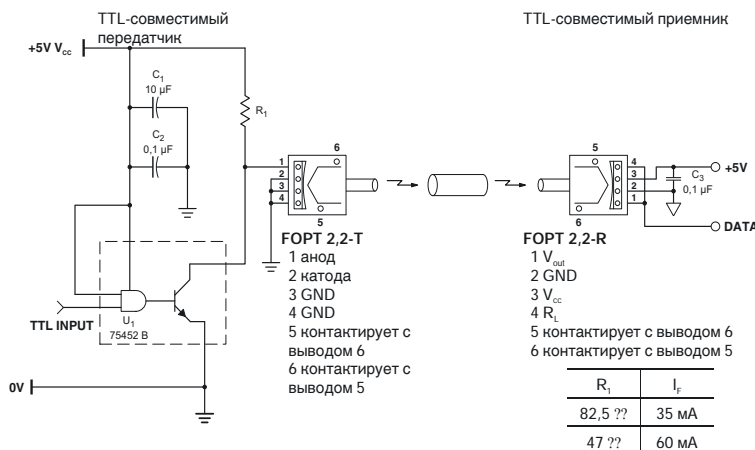 TTL-совместимый
передатчик
TTL-совместимый приемник
+5V Vcc
C1
10 µF
R1
C2
0,1 µF
6
1
2
3
4
5
5
4
3
2
1
6
+5V
C3
0,1 µF
DATA
FOPT 2,2-T
1 анод
2 катода
3 GND
4 GND
5 контактирует с
выводом 6
6 контактирует с
выводом 5
FOPT 2,2-R
1 Vout
2 GND
3 Vcc
4 RL
5 контактирует с выводом 6
6 контактирует с выводом 5
TTL INPUT
U1
75452 B
0V
R1 IF
82,5 ?? 35 мА
47 ?? 60 мА